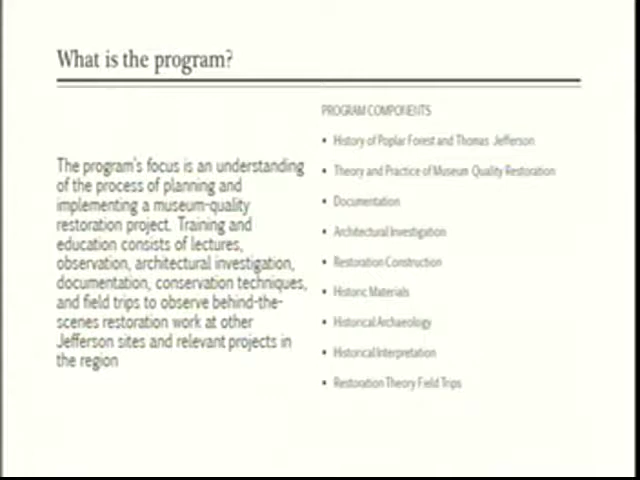 What is the program?
The program's focus is an understanding
of the process of planning and
implementing a museum-quality
restoration project. Training and
education consists of lectures,
observation, architectural investigation,
documentation, conservation techniques,
and field trips to observe behind-the-
scenes restoration work at other
Jefferson sites and relevant projects in
the region
PROGRAM COMPONENTS
• History of Poplar Forest and Thomas Jefferson
• Theory and Practice of Museum Quality Restoration
• Documentation
• Architectural Investigation
• Restoration Construction
• Historic Materials
• Historical Archaeology
• Historical Interpretation
• Restoration Theory Field Trips